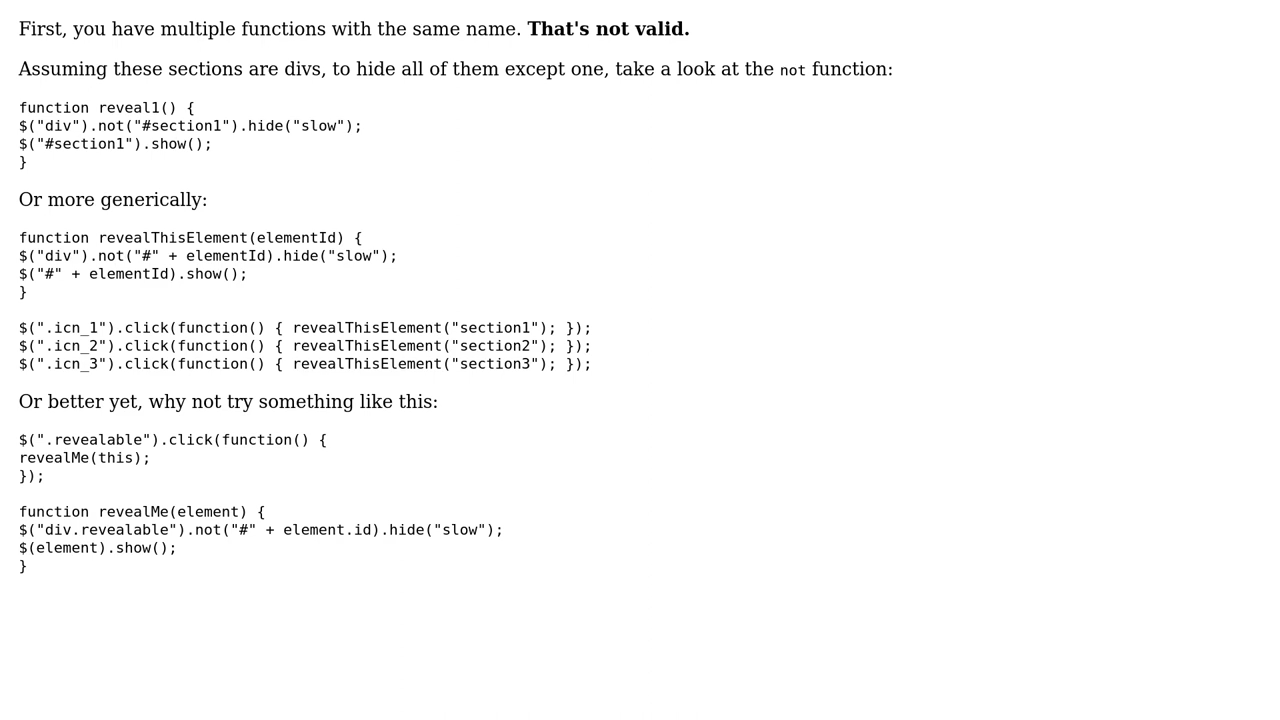 First, you have multiple functions with the same name. That's not valid.
Assuming these sections are divs, to hide all of them except one, take a look at the not function:
function reveal1() {
$("div").not("#section1").hide("slow");
$("#section1").show();
}
Or more generically:
function revealThisElement(elementId) {
$("div").not("#" + elementId).hide("slow");
$("#" + elementId).show();
}
$(".icn_1").click(function() { revealThisElement("section1"); });
$(".icn_2").click(function() { revealThisElement("section2"); });
$(".icn_3").click(function() { revealThisElement("section3"); });
Or better yet, why not try something like this:
$(".revealable").click(function() {
revealMe(this);
});
function revealMe(element) {
$("div.revealable").not("#" + element.id).hide("slow");
$(element).show();
}